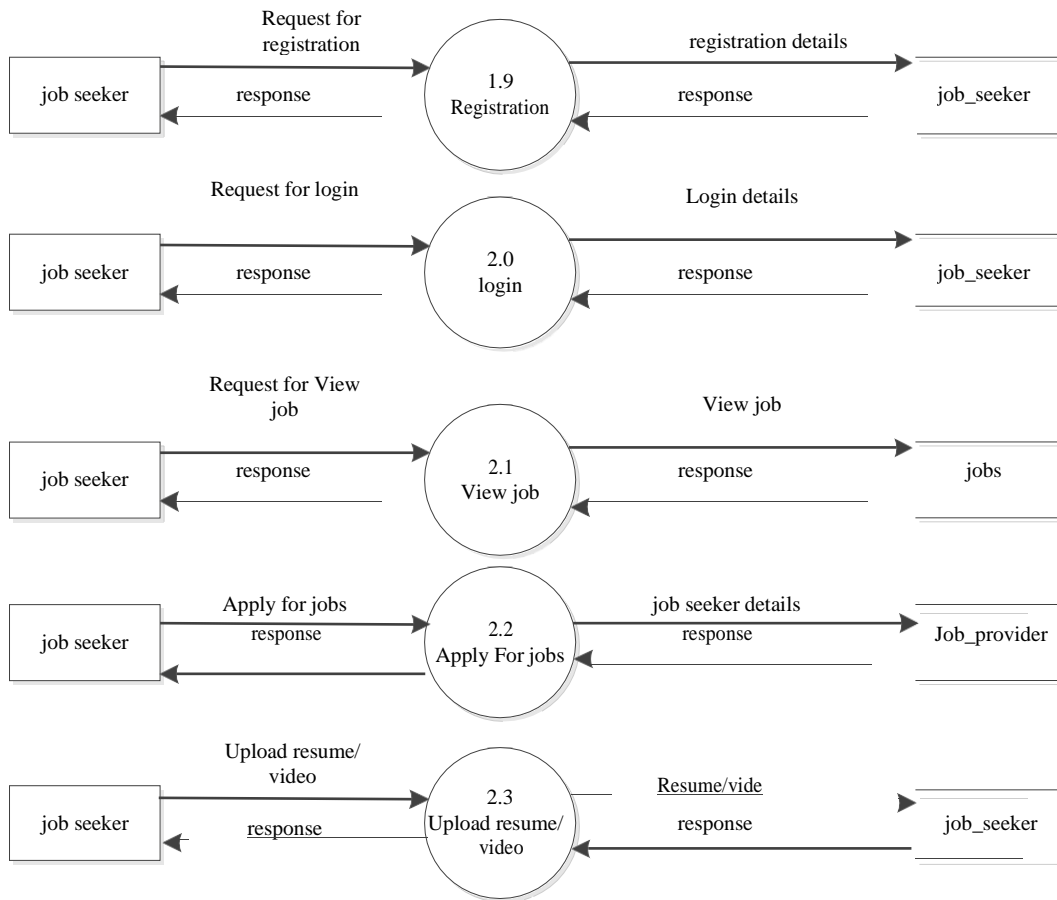 Request for
registration
registration details
job seeker
response
1.9
Registration
response
job_seeker
Request for login
Login details
job seeker
response
2.0
login
response
job_seeker
Request for View
job
View job
job seeker
response
2.1
View job
response
jobs
Apply for jobs
job seeker details
job seeker
response
2.2
Apply For jobs
response
Job_provider
Upload resume/
video
Resume/vide
job seeker
response
2.3
Upload resume/
video
response
job_seeker